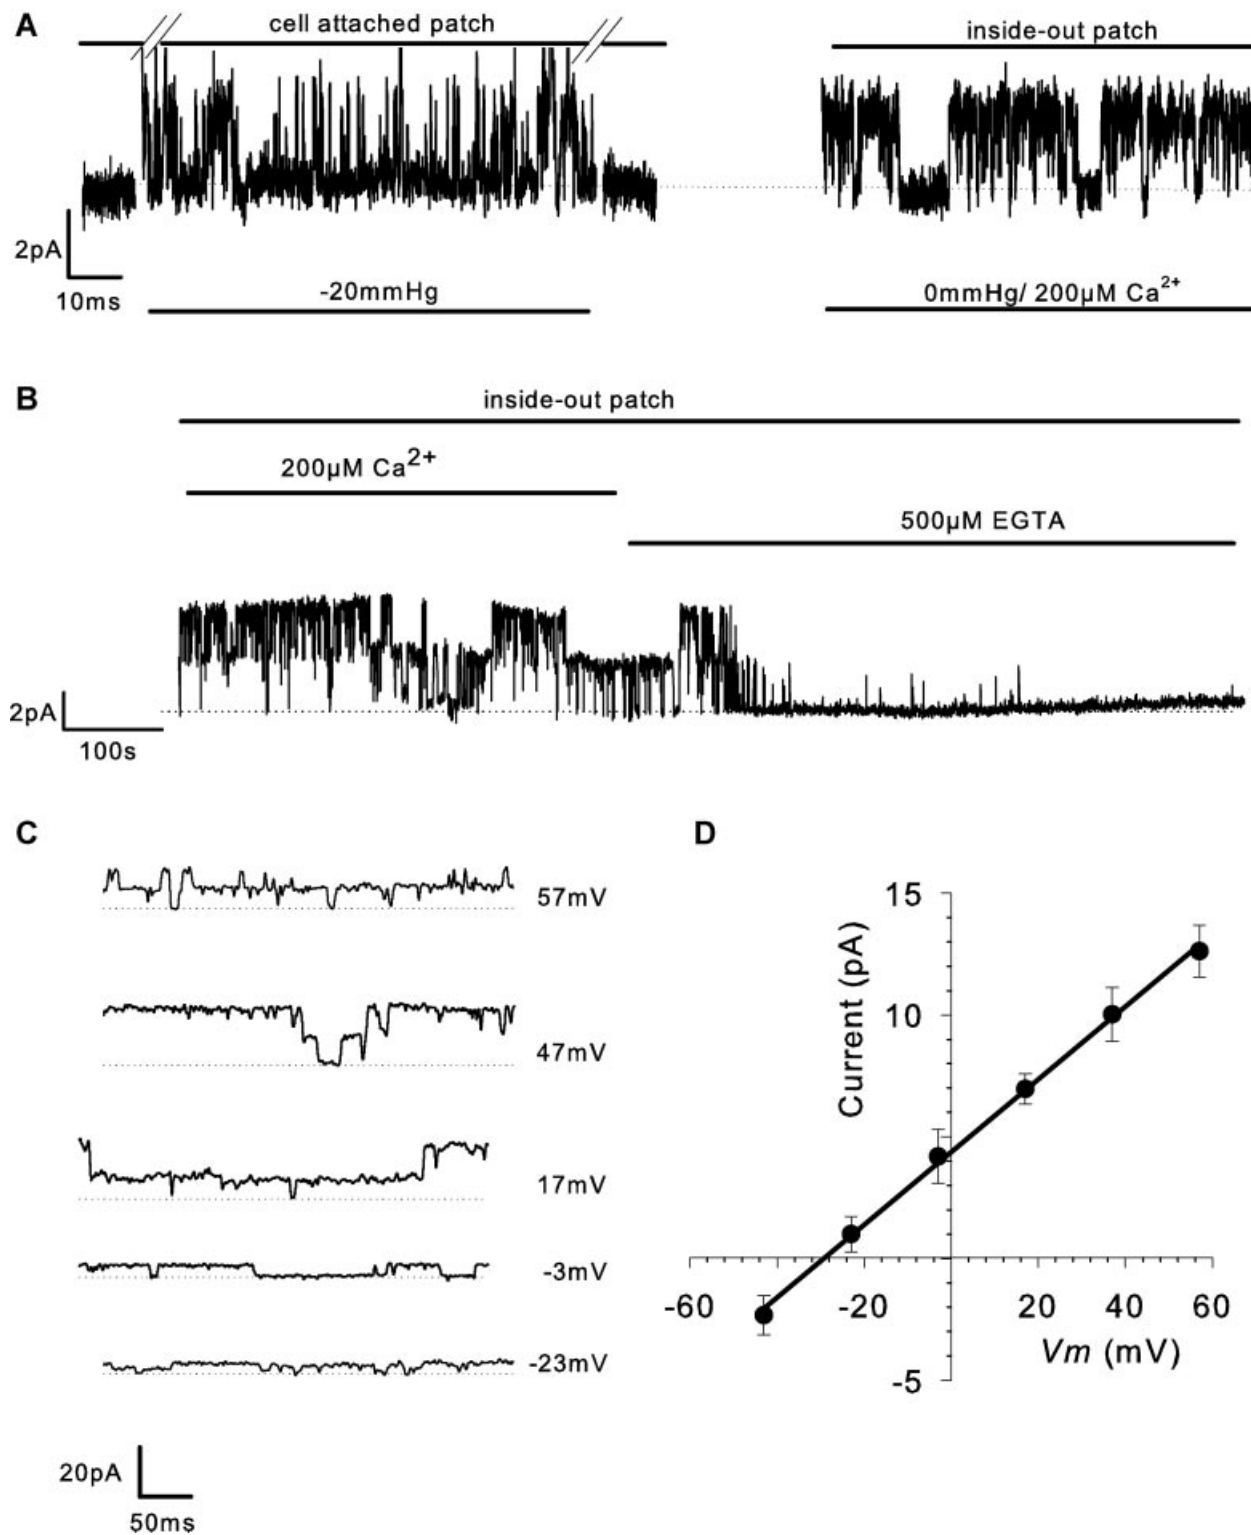 A
cell attached patch
inside-out patch
2pA
10ms
-20mmHg
0mmHg/ 200µM Ca²⁺
B
inside-out patch
200µM Ca²⁺
500µM EGTA
2pA
100s
C
57mV
47mV
17mV
-3mV
-23mV
20pA
50ms
D
15
10
-5
Current (pA)
-60 -20 20 40 60
Vm (mV)